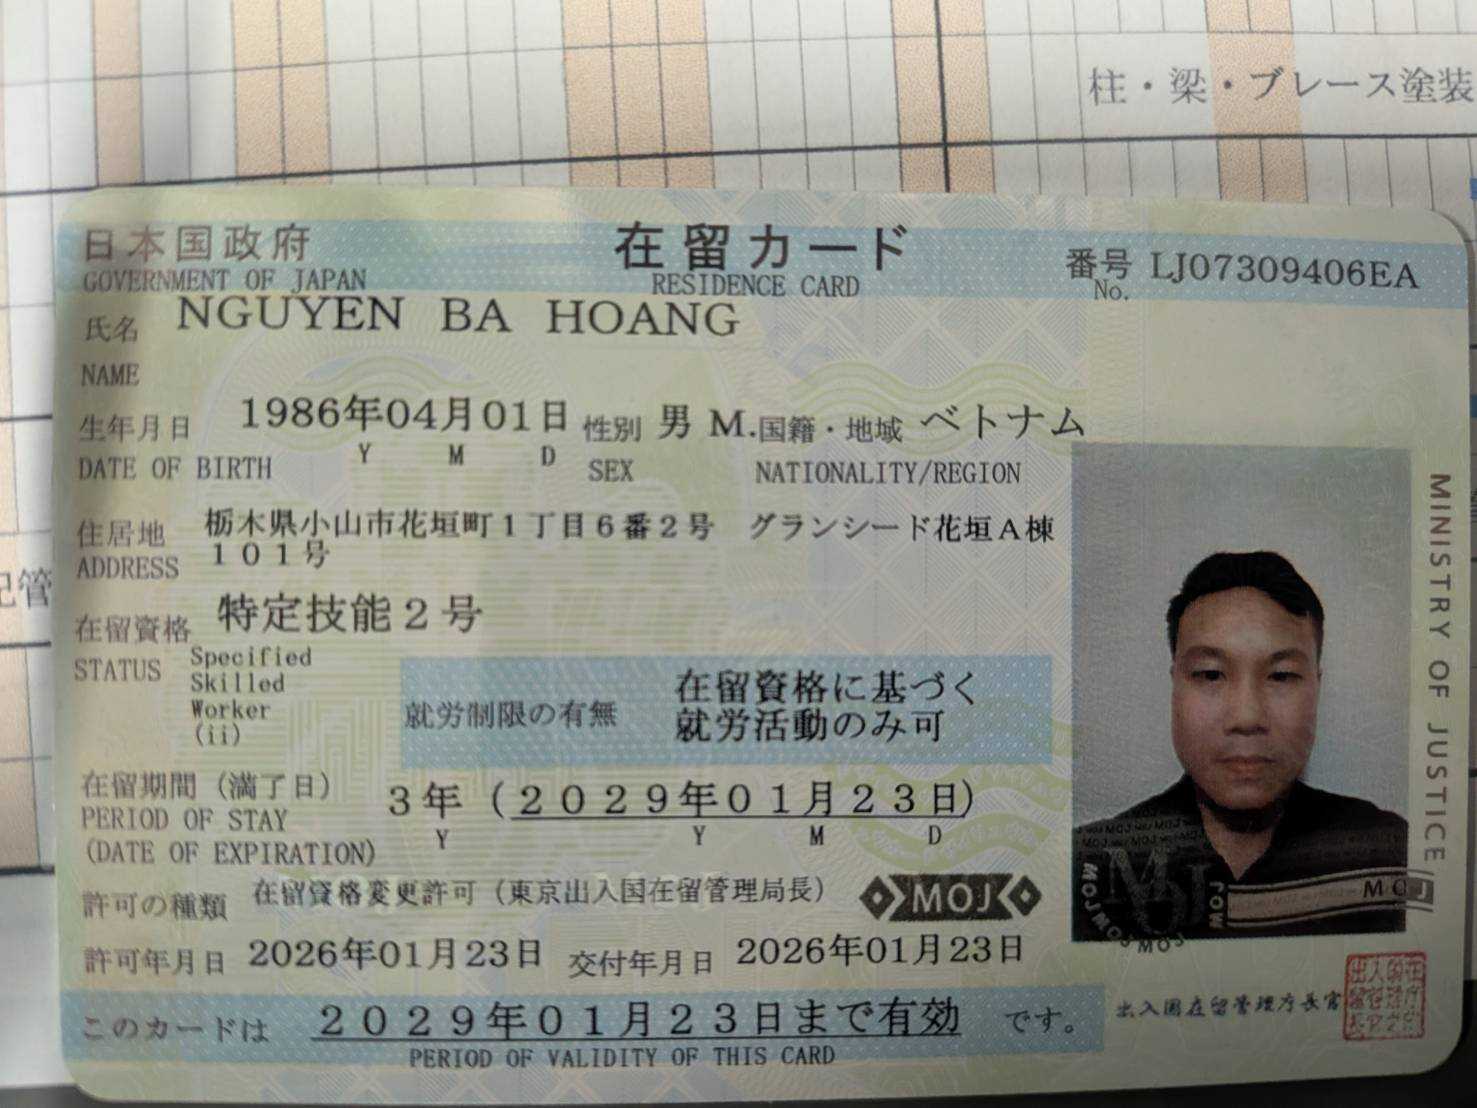 柱・梁・ブレース塗装
日本国政府 在留カード 番号 LJ07309406EA
GOVERNMENT OF JAPAN RESIDENCE CARD No.
氏名 NGUYEN BA HOANG
NAME
生年月日 1986年04月01日 性別 男 M. 国籍・地域 ベトナム
DATE OF BIRTH Y M D SEX NATIONALITY/REGION
住居地 栃木県小山市花垣町1丁目6番2号 グランシード花垣A棟
ADDRESS 101号
配管
在留資格 特定技能2号
STATUS Specified
Skilled
Worker
(ii)
就労制限の有無 在留資格に基づく
就労活動のみ可
在留期間(満了日) 3年(2029年01月23日)
PERIOD OF STAY Y Y M D
(DATE OF EXPIRATION)
許可の種類 在留資格変更許可(東京出入国在留管理局長) MOJ
許可年月日 2026年01月23日 交付年月日 2026年01月23日
このカードは 2029年01月23日まで有効 です。
PERIOD OF VALIDITY OF THIS CARD
出入国在留管理庁長官
MINISTRY OF JUSTICE
MOJ
MOJ
MOJ
MOJ